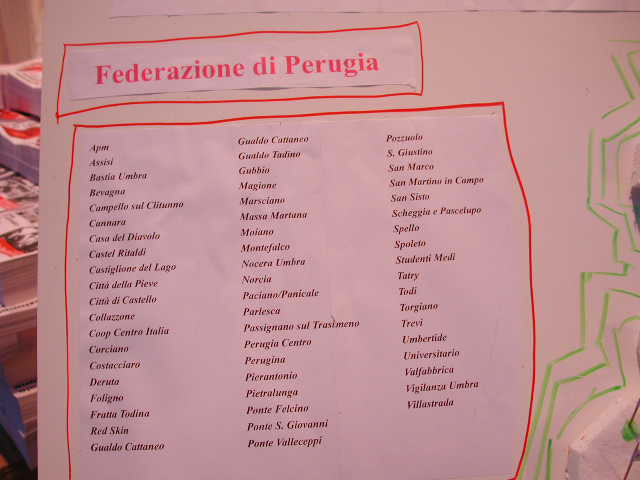 Federazione di Perugia
Apm
Assisi
Bastia Umbra
Bevagna
Campello sul Clitunno
Cannara
Casa del Diavolo
Castel Ritaldi
Castiglione del Lago
Città della Pieve
Città di Castello
Collazzone
Coop Centro Italia
Corciano
Costacciaro
Deruta
Foligno
Fratta Todina
Red Skin
Gualdo Cattaneo
Gualdo Cattaneo
Gualdo Tadino
Gubbio
Magione
Marsciano
Massa Martana
Moiano
Montefalco
Nocera Umbra
Norcia
Paciano/Panicale
Parlesca
Passignano sul Trasimeno
Perugia Centro
Perugina
Pierantonio
Pietralunga
Ponte Felcino
Ponte S. Giovanni
Ponte Valleceppi
Pozzuolo
S. Giustino
San Marco
San Martino in Campo
San Sisto
Scheggia e Pascelupo
Spello
Spoleto
Studenti Medi
Tatry
Todi
Torgiano
Trevi
Umbertide
Universitario
Valfabbrica
Vigilanza Umbra
Villastrada